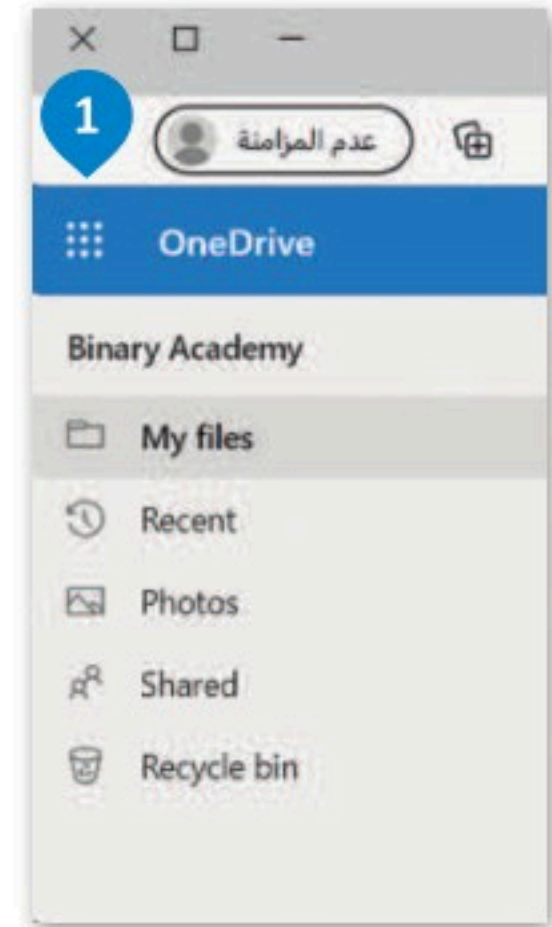 1
عدم المزامنة
OneDrive
Binary Academy
My files
Recent
Photos
Shared
Recycle bin